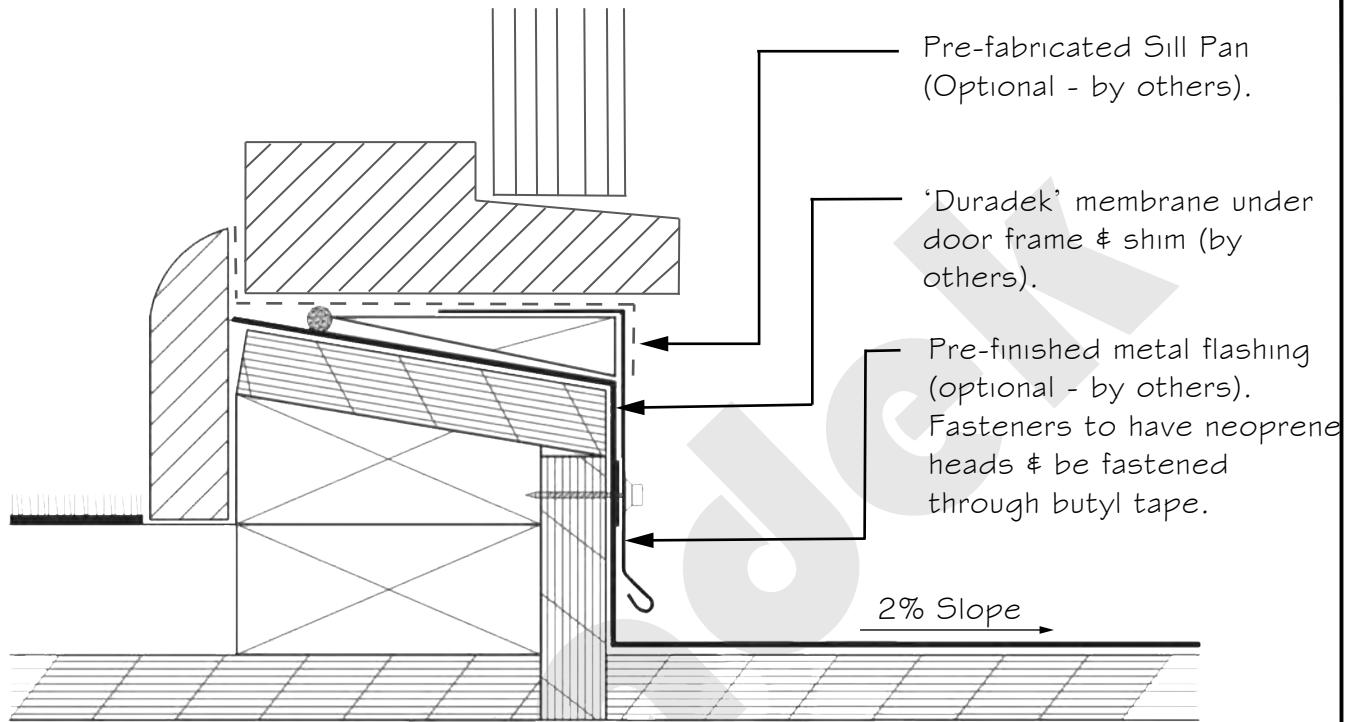 Pre-fabricated Sill Pan
(Optional - by others).
'Duradek' membrane under
door frame & shim (by
others).
Pre-finished metal flashing
(optional - by others).
Fasteners to have neoprene
heads & be fastened
through butyl tape.
2% Slope
adek